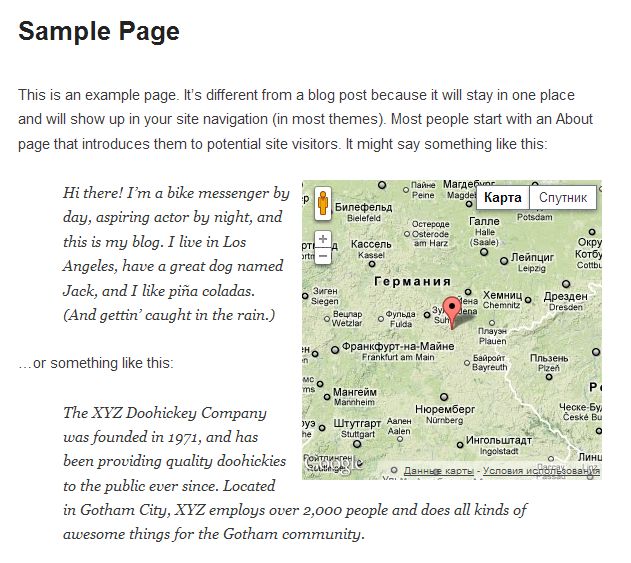 Sample Page
This is an example page. It's different from a blog post because it will stay in one place
and will show up in your site navigation (in most themes). Most people start with an About
page that introduces them to potential site visitors. It might say something like this:
Hi there! I'm a bike messenger by
day, aspiring actor by night, and
this is my blog. I live in Los
Angeles, have a great dog named
Jack, and I like piña coladas.
(And gettin' caught in the rain.)
…or something like this:
The XYZ Doohickey Company
was founded in 1971, and has
been providing quality doohickies
to the public ever since. Located
in Gotham City, XYZ employs over 2,000 people and does all kinds of
awesome things for the Gotham community.
Карта
Спутник
Пайне
Peine
Магдебург
Билефельд
Bielefeld
Potsdam
Остероде
Osterode
am Harz
Галле
Halle
(Saale)
Кассель
Kassel
Лейпциг
Leipzig
Котбу
Cottbus
Германия
Зиген
Siegen
Хемниц
Chemnitz
Дрезден
Dresden
Вецлар
Wetzlar
Фульда
Fulda
Плауэн
Plauen
Франкфурт-на-Майне
Frankfurt am Main
Байройт
Bayreuth
Пльзень
Plzeň
Мангейм
Mannheim
Нюрнберг
Nürnberg
Ческе-Бу
České Bu
Штутгарт
Stuttgart
Аален
Aalen
Ингольштадт
Ingolstadt
Google
Данные карты - Условия использования